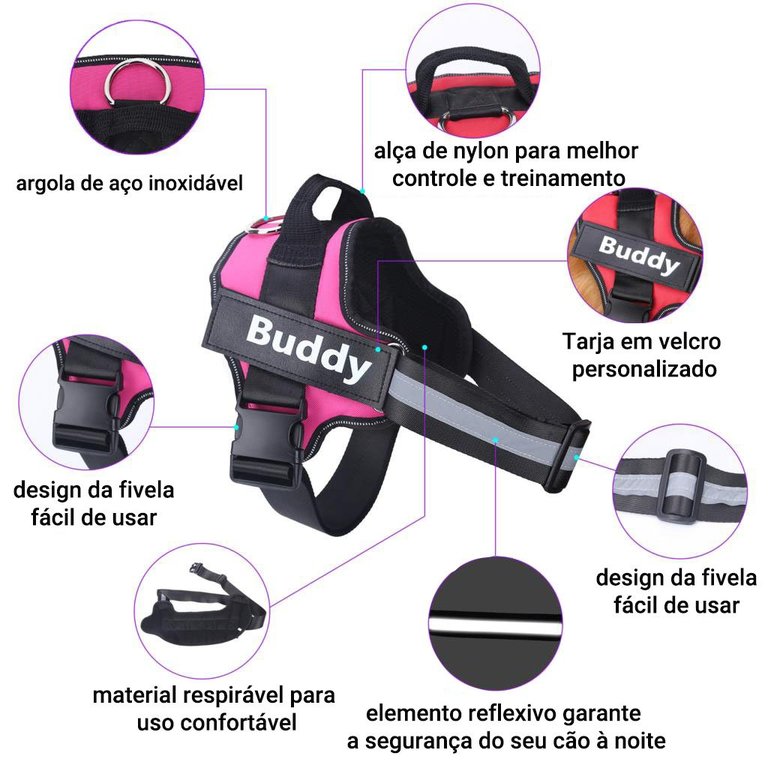 argola de aço inoxidável
alça de nylon para melhor
controle e treinamento
Buddy
Tarja em velcro
personalizado
Buddy
design da fivela
fácil de usar
design da fivela
fácil de usar
material respirável para
uso confortável
elemento reflexivo garante
a segurança do seu cão à noite